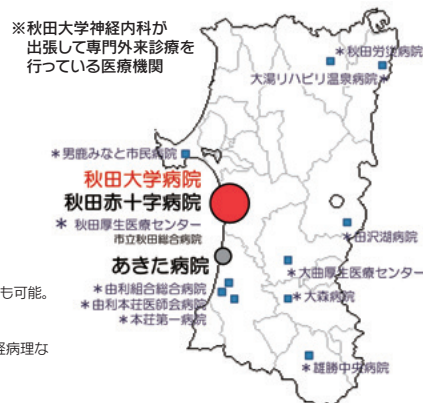 ※秋田大学神経内科が
出張して専門外来診療を
行っている医療機関
＊秋田労災病院
大湯リハビリ温泉病院＊
＊男鹿みなと市民病院
秋田大学病院
秋田赤十字病院
＊ 秋田厚生医療センター
市立秋田総合病院
＊田沢湖病院
あきた病院
＊大曲厚生医療センター
も可能。
＊由利組合総合病院
＊由利本荘医師会病院
＊大森病院
＊本荘第一病院
経病理な
＊雄勝中央病院